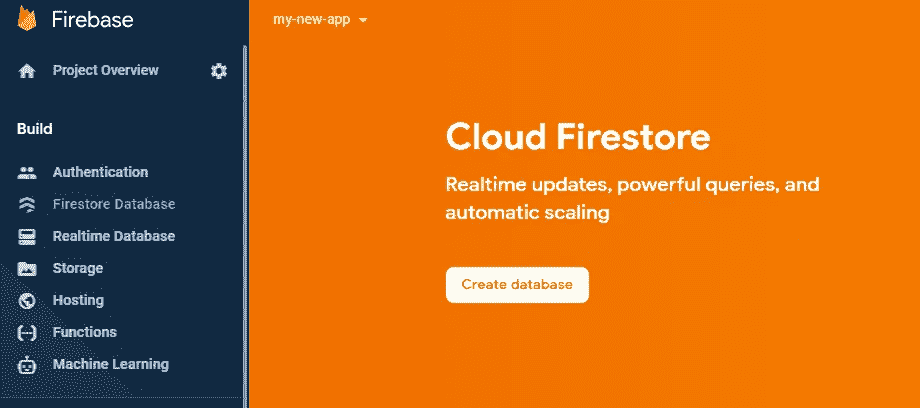 Firebase
Project Overview
Build
Authentication
Firestore Database
Realtime Database
Storage
Hosting
Functions
Machine Learning
my-new-app
Cloud Firestore
Realtime updates, powerful queries, and
automatic scaling
Create database